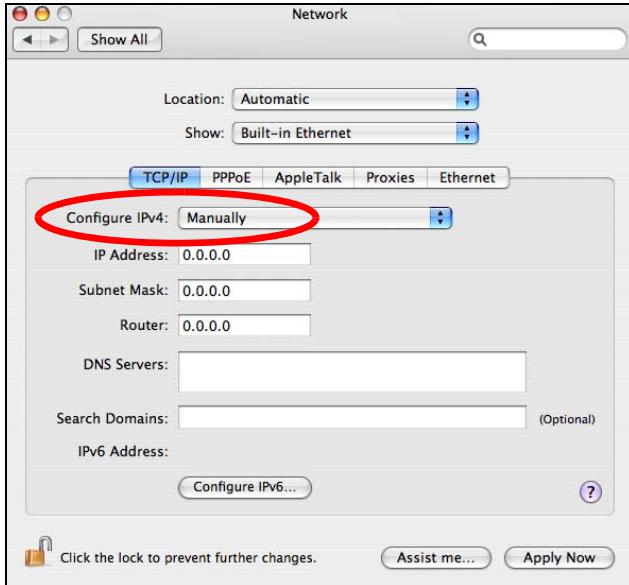 Network
Show All
Location: Automatic
Show: Built-in Ethernet
TCP/IP PPPoE AppleTalk Proxies Ethernet
Configure IPv4: Manually
IP Address: 0.0.0.0
Subnet Mask: 0.0.0.0
Router: 0.0.0.0
DNS Servers:
Search Domains: (Optional)
IPv6 Address:
Configure IPv6...
?
Click the lock to prevent further changes. Assist me... Apply Now